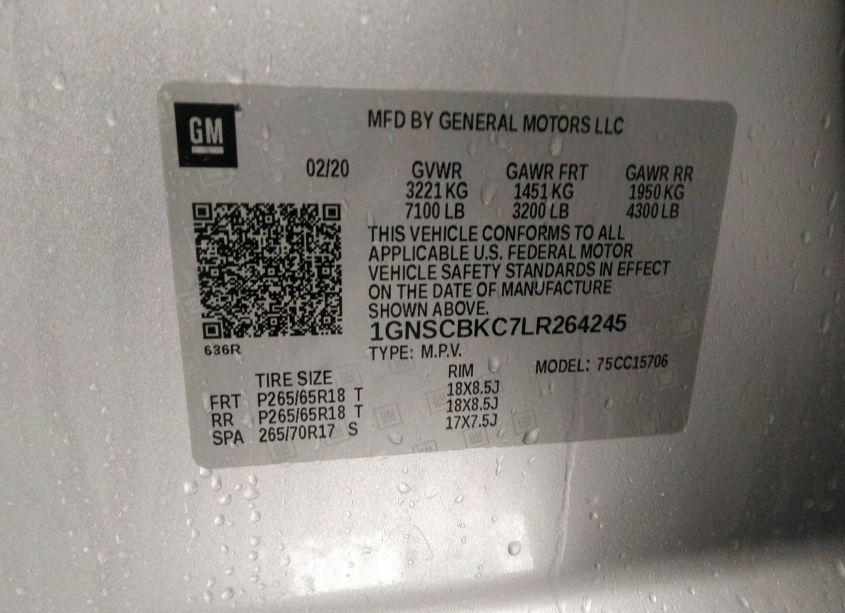 GM
MFD BY GENERAL MOTORS LLC
02/20 GVWR GAWR FRT GAWR RR
3221 KG 1451 KG 1950 KG
7100 LB 3200 LB 4300 LB
THIS VEHICLE CONFORMS TO ALL
APPLICABLE U.S. FEDERAL MOTOR
VEHICLE SAFETY STANDARDS IN EFFECT
ON THE DATE OF MANUFACTURE
SHOWN ABOVE.
1GNSCBKC7LR264245
636R
TYPE: M.P.V. MODEL: 75CC15706
TIRE SIZE RIM
FRT P265/65R18 T 18X8.5J
RR P265/65R18 T 18X8.5J
SPA 265/70R17 S 17X7.5J